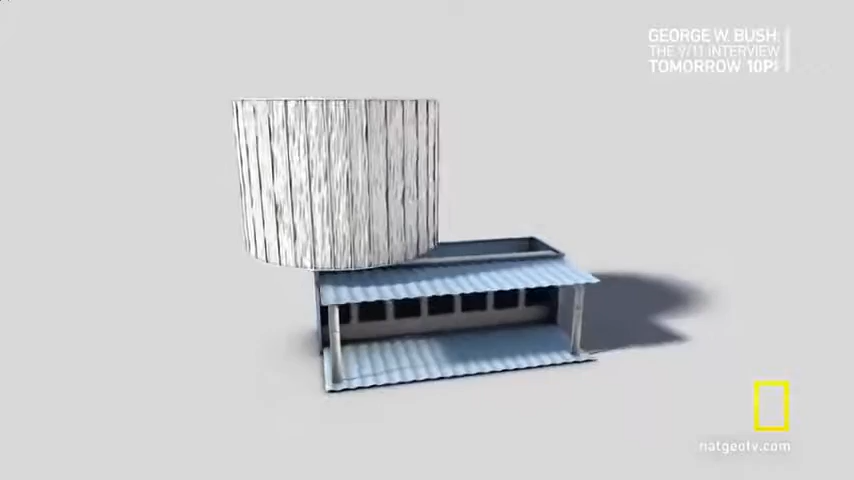 GEORGE W. BUSH:
THE 9/11 INTERVIEW
TOMORROW 10P
natgeotv.com